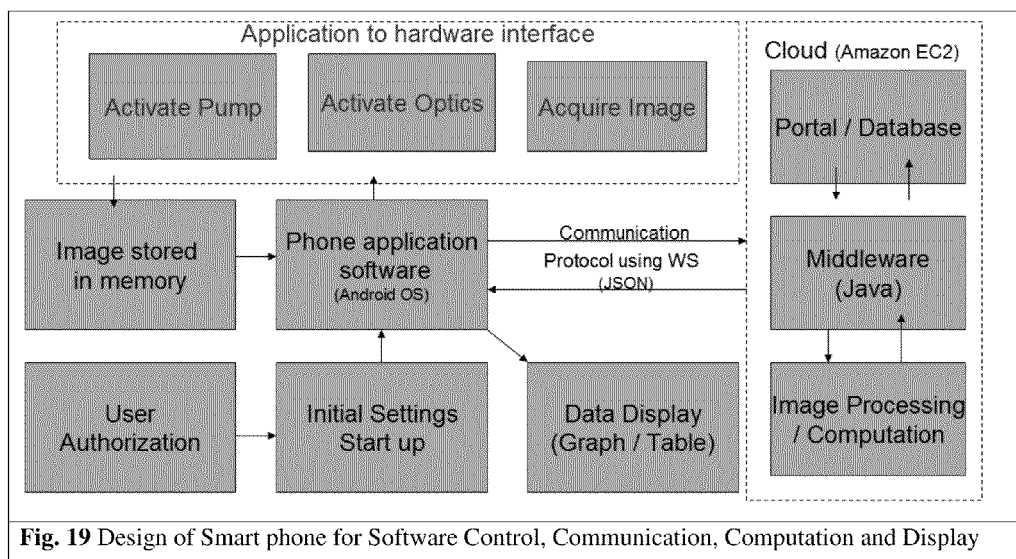 Application to hardware interface
Activate Pump
Activate Optics
Acquire Image
Cloud (Amazon EC2)
Portal / Database
Image stored
in memory
Phone application
software
(Android OS)
Communication
Protocol using WS
(JSON)
Middleware
(Java)
User
Authorization
Initial Settings
Start up
Data Display
(Graph / Table)
Image Processing
/ Computation
Fig. 19 Design of Smart phone for Software Control, Communication, Computation and Display